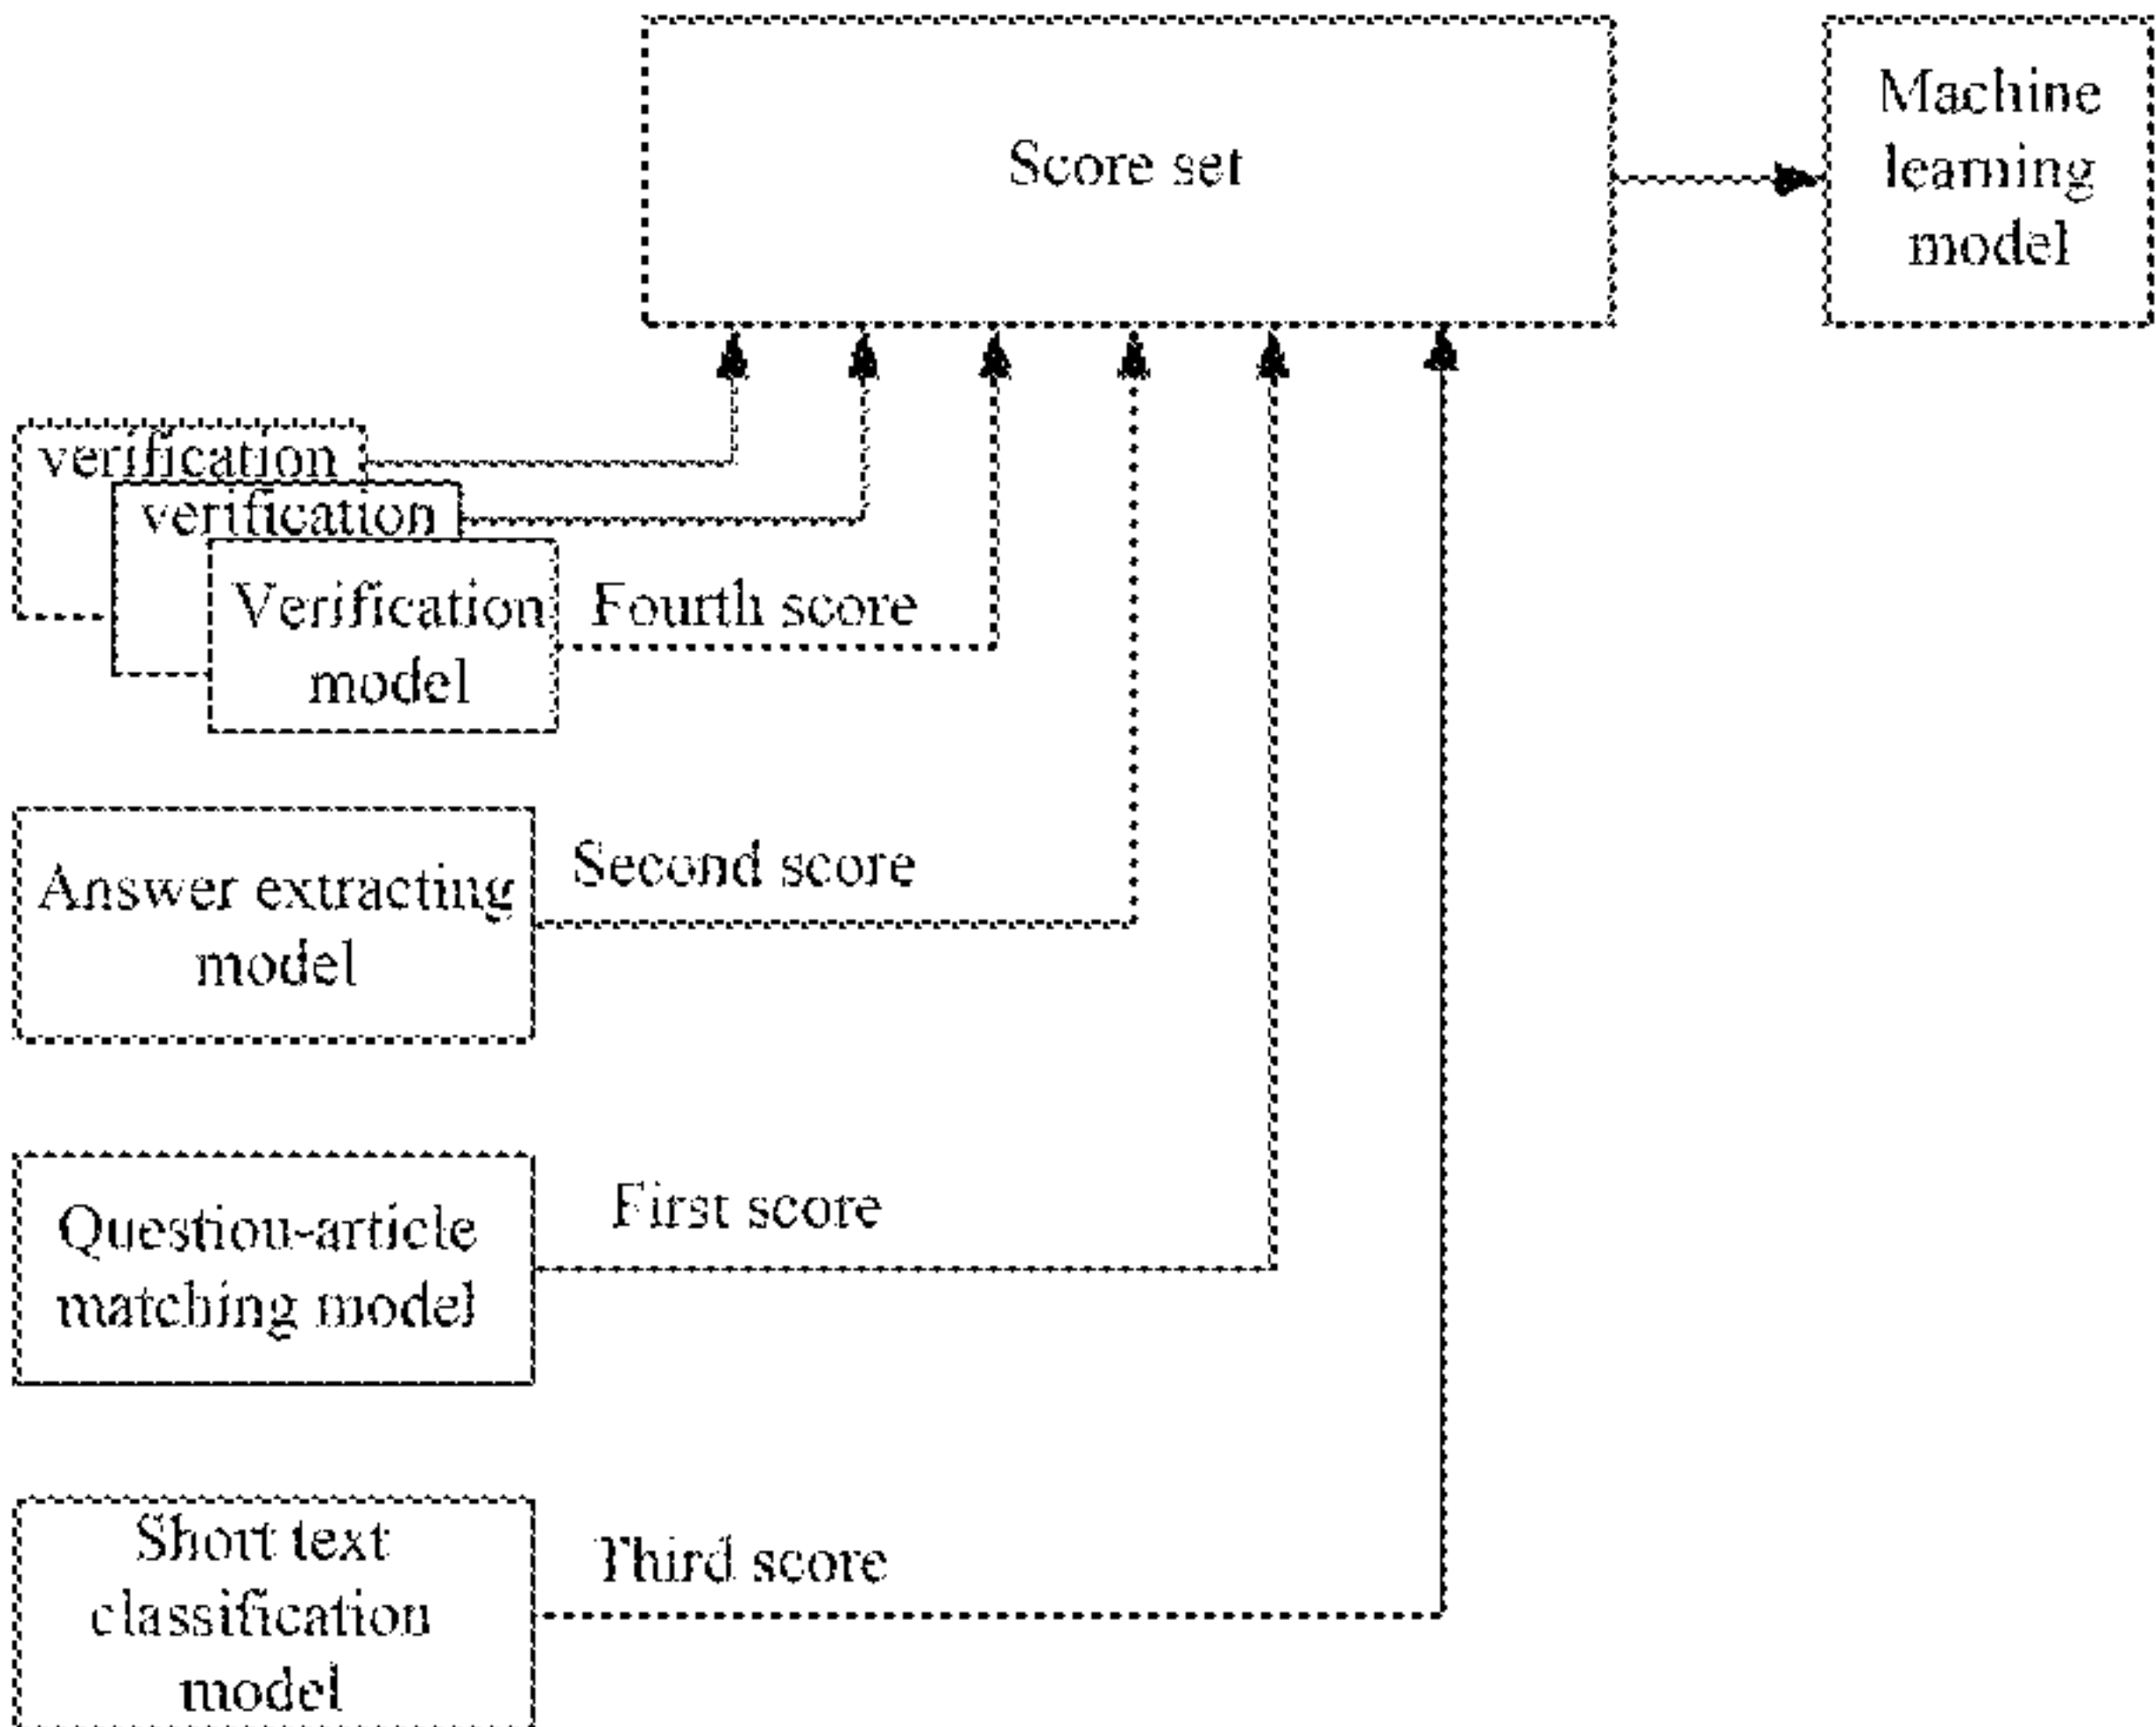 Score set
Machine
learning
model
verification
verification
Verification
model
Fourth score
Answer extracting
model
Second score
Question-article
matching model
First score
Short text
classification
model
Third score